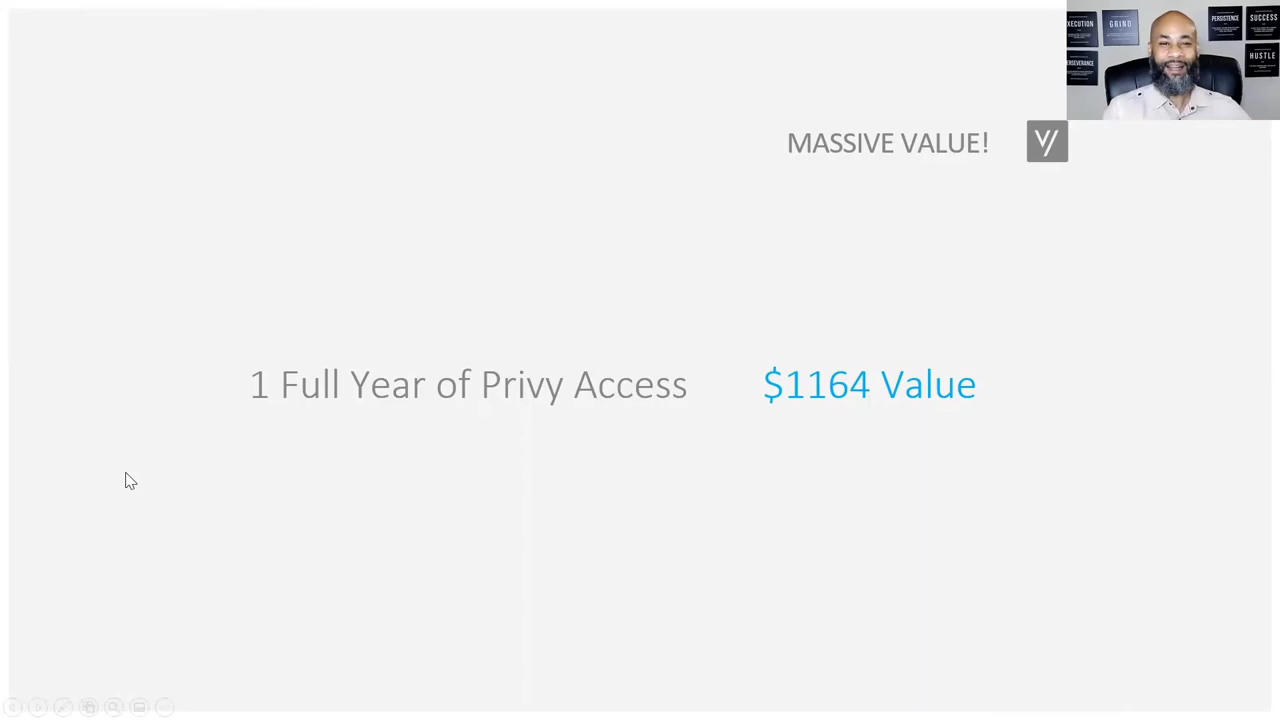 EXECUTION
GRIND
PERSISTENCE
SUCCESS
PERSEVERANCE
HUSTLE
MASSIVE VALUE!
1 Full Year of Privy Access $1164 Value